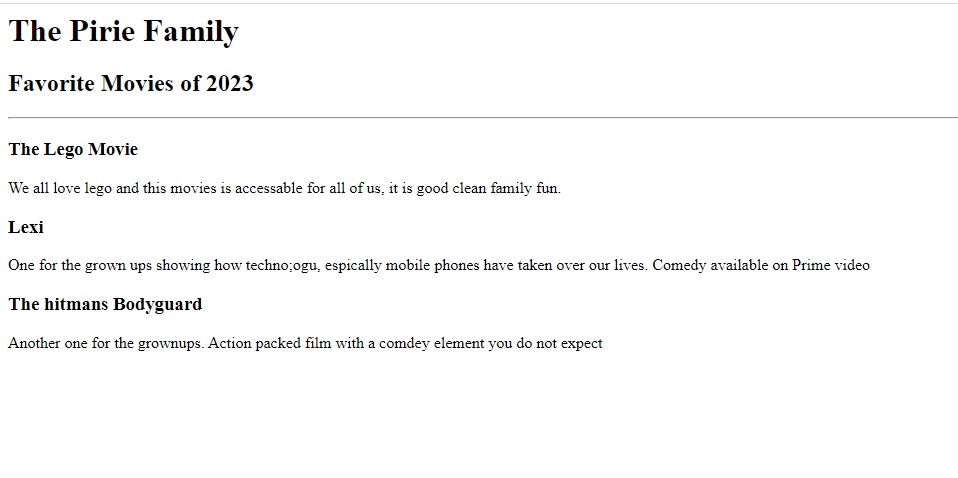 The Pirie Family
Favorite Movies of 2023
The Lego Movie
We all love lego and this movies is accessable for all of us, it is good clean family fun.
Lexi
One for the grown ups showing how techno;ogu, espically mobile phones have taken over our lives. Comedy available on Prime video
The hitmans Bodyguard
Another one for the grownups. Action packed film with a comdey element you do not expect